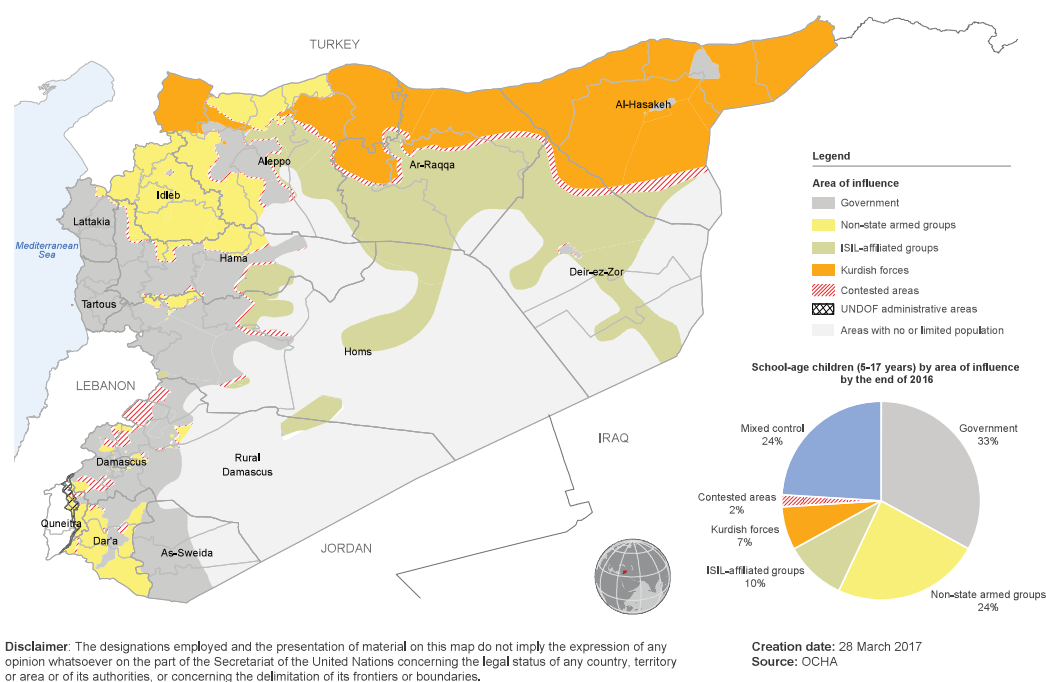 TURKEY
Al-Hasakeh
Aleppo
Ar-Raqqa
Idleb
Lattakia
Mediterranean
Sea
Hama
Deir-ez-Zor
Tartous
Homs
LEBANON
IRAQ
Damascus
Rural
Damascus
Quneitra
Dar'a
As-Sweida
JORDAN
Legend
Area of influence
Government
Non-state armed groups
ISIL-affiliated groups
Kurdish forces
Contested areas
UNDOF administrative areas
Areas with no or limited population
School-age children (5-17 years) by area of influence
by the end of 2016
Mixed control
24%
Government
33%
Contested areas
2%
Kurdish forces
7%
ISIL-affiliated groups
10%
Non-state armed groups
24%
Disclaimer: The designations employed and the presentation of material on this map do not imply the expression of any
opinion whatsoever on the part of the Secretariat of the United Nations concerning the legal status of any country, territory
or area or of its authorities, or concerning the delimitation of its frontiers or boundaries.
Creation date: 28 March 2017
Source: OCHA